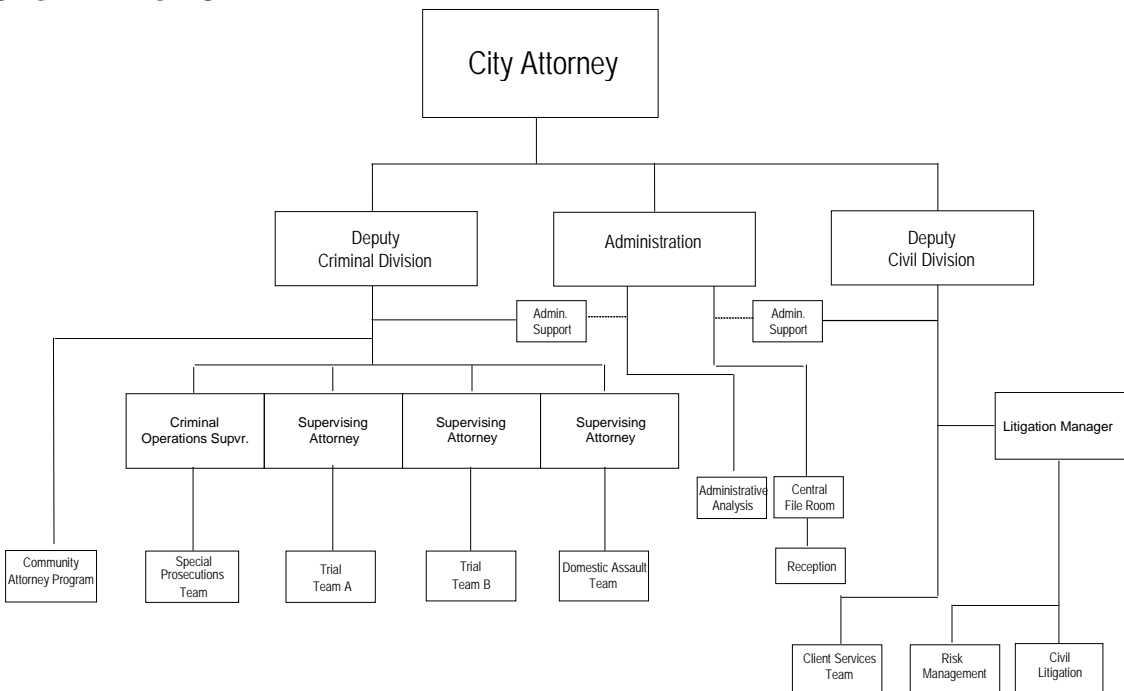 City Attorney
Deputy
Criminal Division
Administration
Deputy
Civil Division
Admin.
Support
Admin.
Support
Criminal
Operations Supvr.
Supervising
Attorney
Supervising
Attorney
Supervising
Attorney
Litigation Manager
Administrative
Analysis
Central
File Room
Community
Attorney Program
Special
Prosecutions
Team
Trial
Team A
Trial
Team B
Domestic Assault
Team
Reception
Client Services
Team
Risk
Management
Civil
Litigation